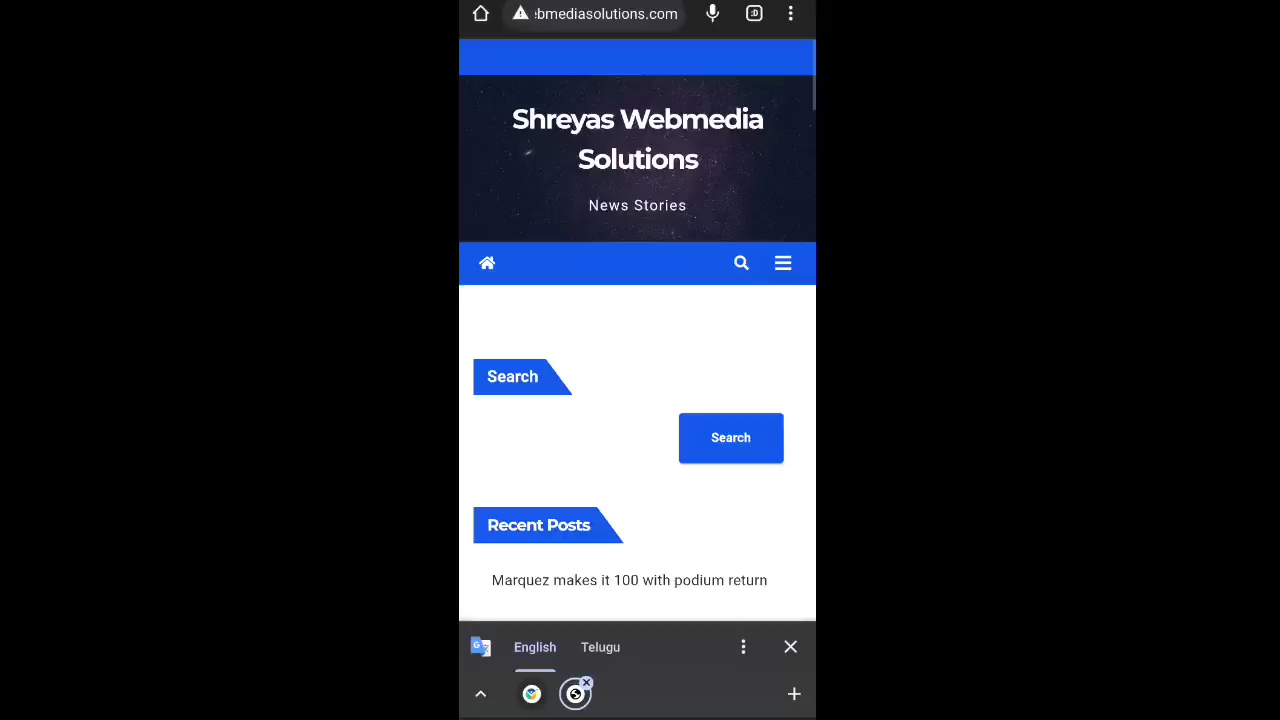 ebmediasolutions.com
:D
Shreyas Webmedia
Solutions
News Stories
Search
Search
Recent Posts
Marquez makes it 100 with podium return
English Telugu